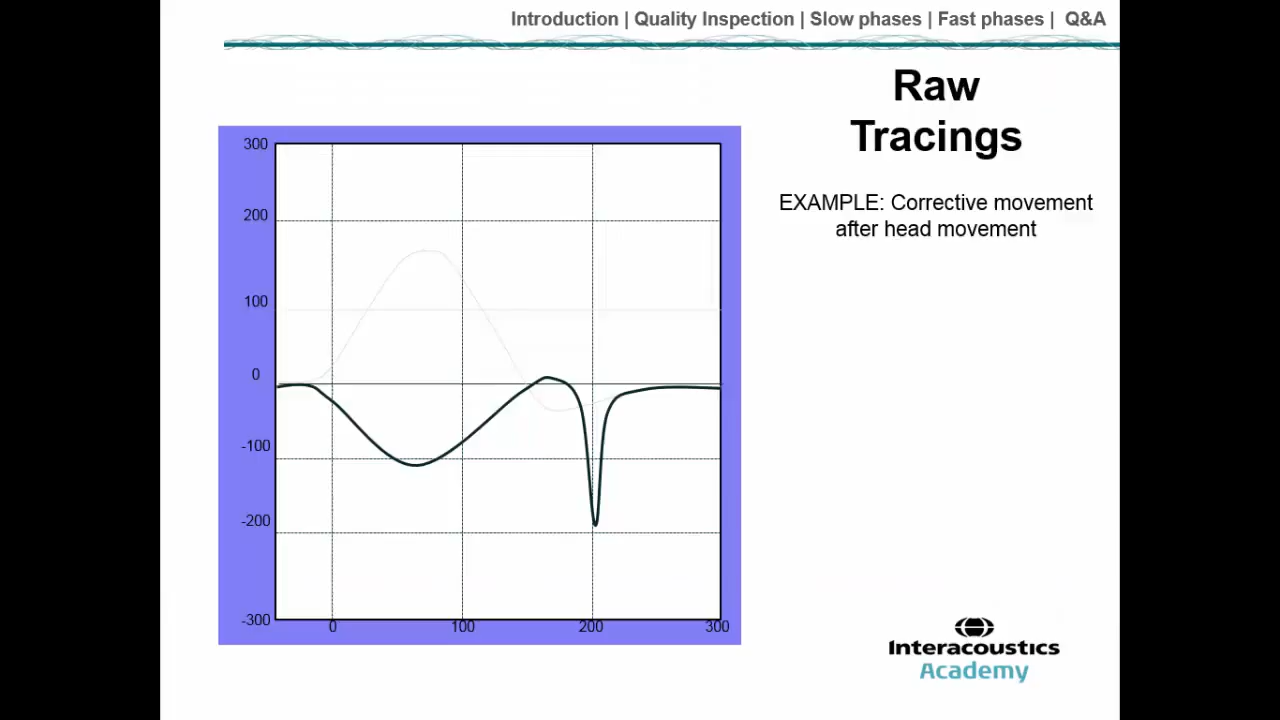 Introduction | Quality Inspection | Slow phases | Fast phases | Q&A
Raw
Tracings
EXAMPLE: Corrective movement
after head movement
300
200
100
0
-100
-200
-300
0 100 200 300
Interacoustics
Academy